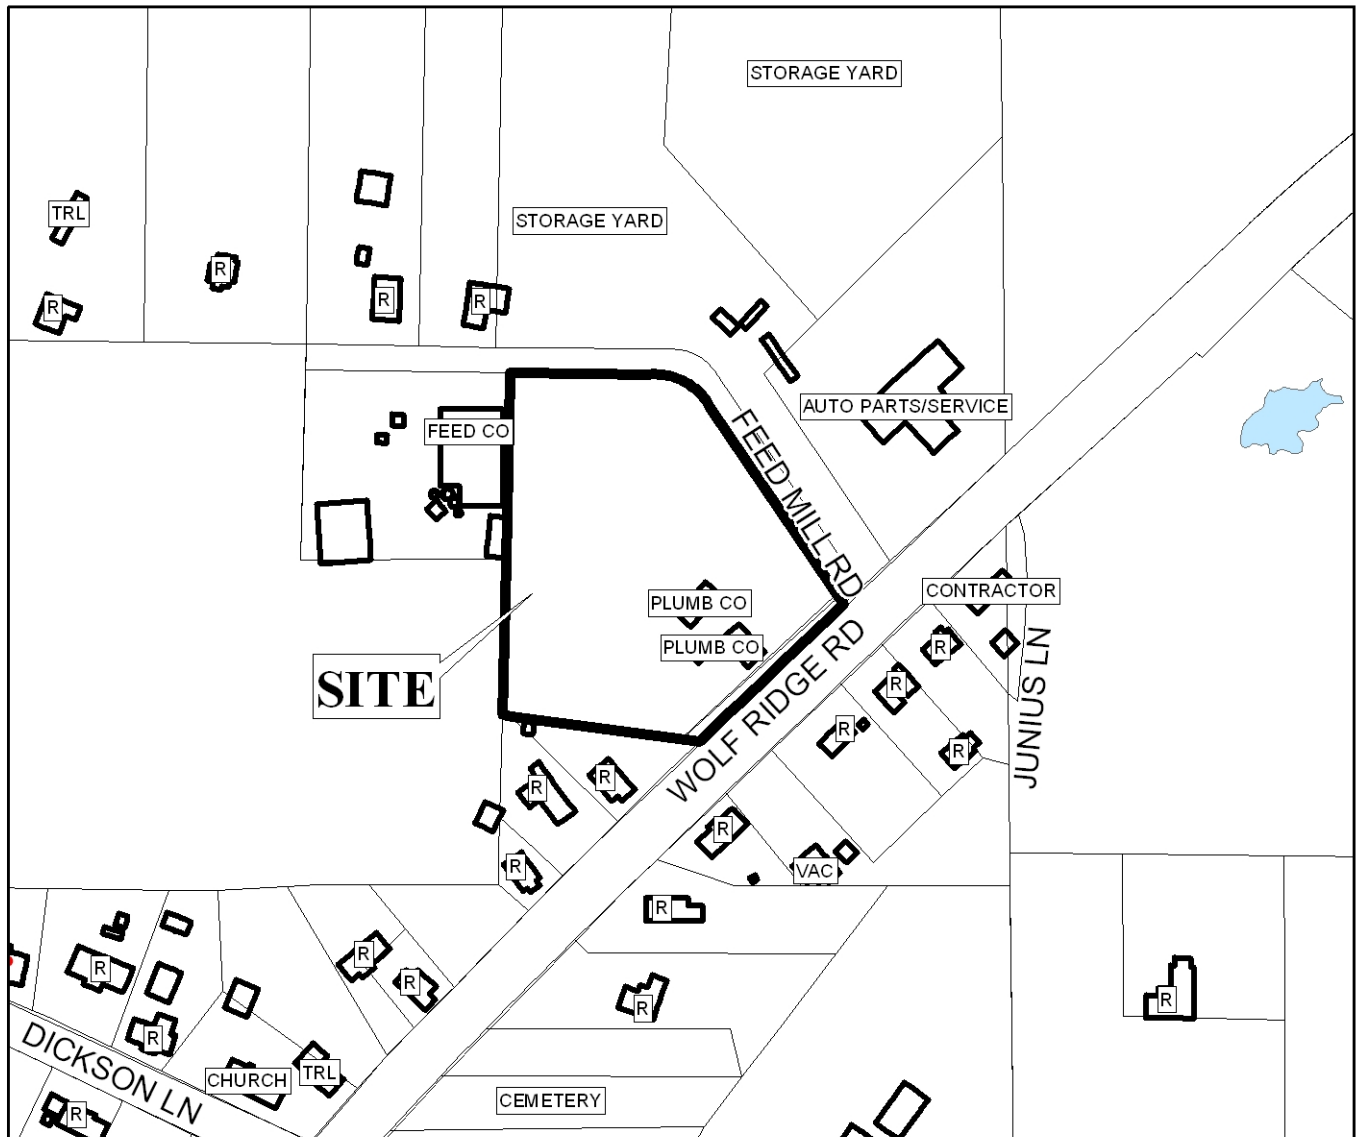 STORAGE YARD
TRL
STORAGE YARD
R
R
R
R
AUTO PARTS/SERVICE
FEED CO
FEED MILL RD
CONTRACTOR
PLUMB CO
PLUMB CO
R
SITE
R
WOLF RIDGE RD
JUNIUS LN
R
R
R
R
R
R
VAC
R
R
R
R
R
R
R
R
DICKSON LN
CHURCH
TRL
CEMETERY
R